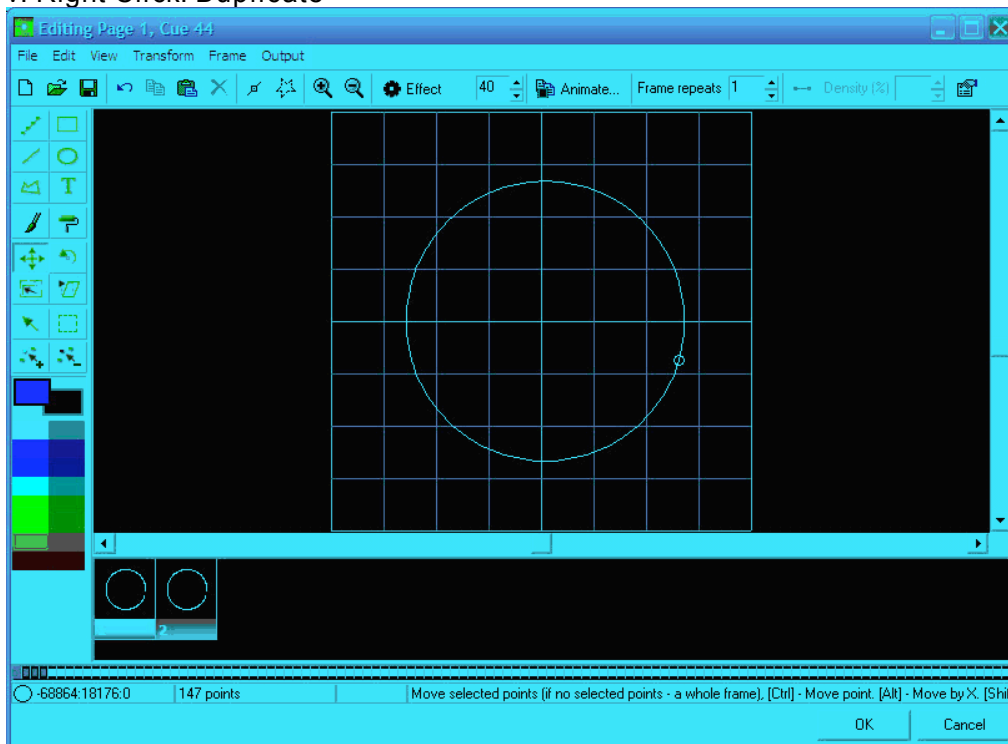 Editing Page 1, Cue 44
File Edit View Transform Frame Output
Effect 40 Animate... Frame repeats 1 Density (%)
T
2
-68864:18176:0 147 points Move selected points (if no selected points - a whole frame), [Ctrl] - Move point. [Alt] - Move by X. [Shi
OK Cancel